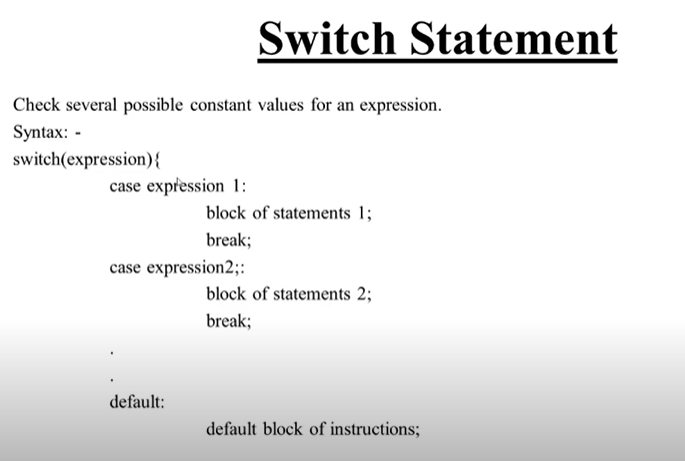 Switch Statement
Check several possible constant values for an expression.
Syntax: -
switch(expression){
case expression 1:
block of statements 1;
break;
case expression2;:
block of statements 2;
break;
.
.
default:
default block of instructions;